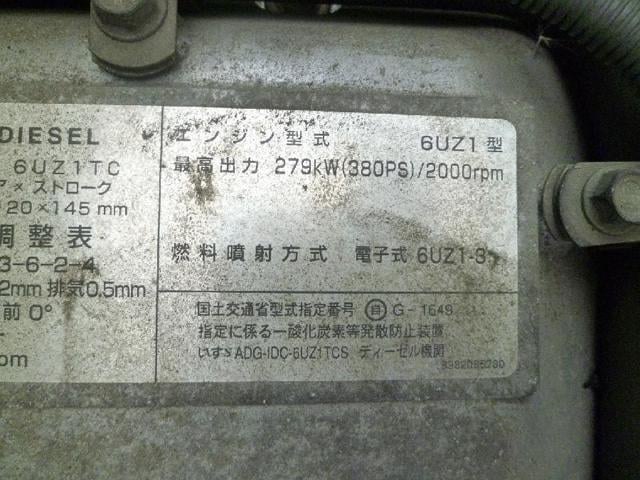 DIESEL
6UZ1TC
ア×ストローク
20×145 mm
調整表
3-6-2-4
2mm 排気0.5mm
前 0°
om
エンジン型式 6UZ1 型
最高出力 279kW(380PS)/2000rpm
燃料噴射方式 電子式 6UZ1-3
国土交通省型式指定番号 自 G-1649
指定に係る一酸化炭素等発散防止装置
いすゞADG-IDC-6UZ1TCS ディーゼル機関